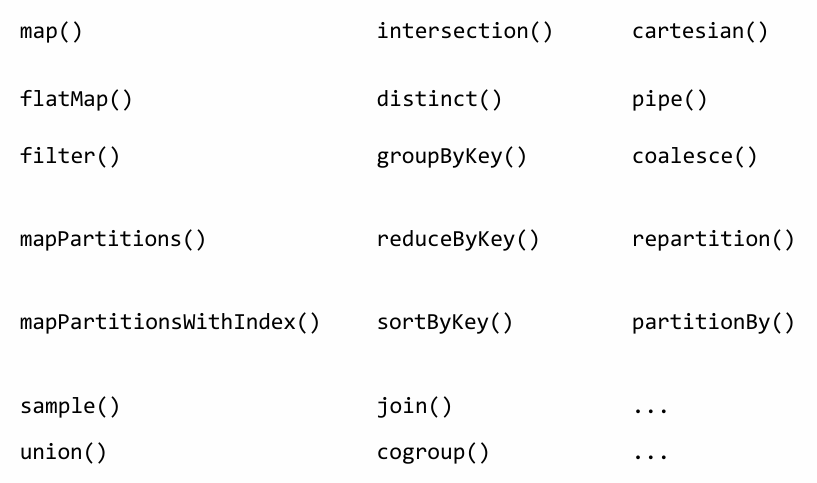 map() intersection() cartesian()
flatMap() distinct() pipe()
filter() groupByKey() coalesce()
mapPartitions() reduceByKey() repartition()
mapPartitionsWithIndex() sortByKey() partitionBy()
sample() join() ...
union() cogroup() ...